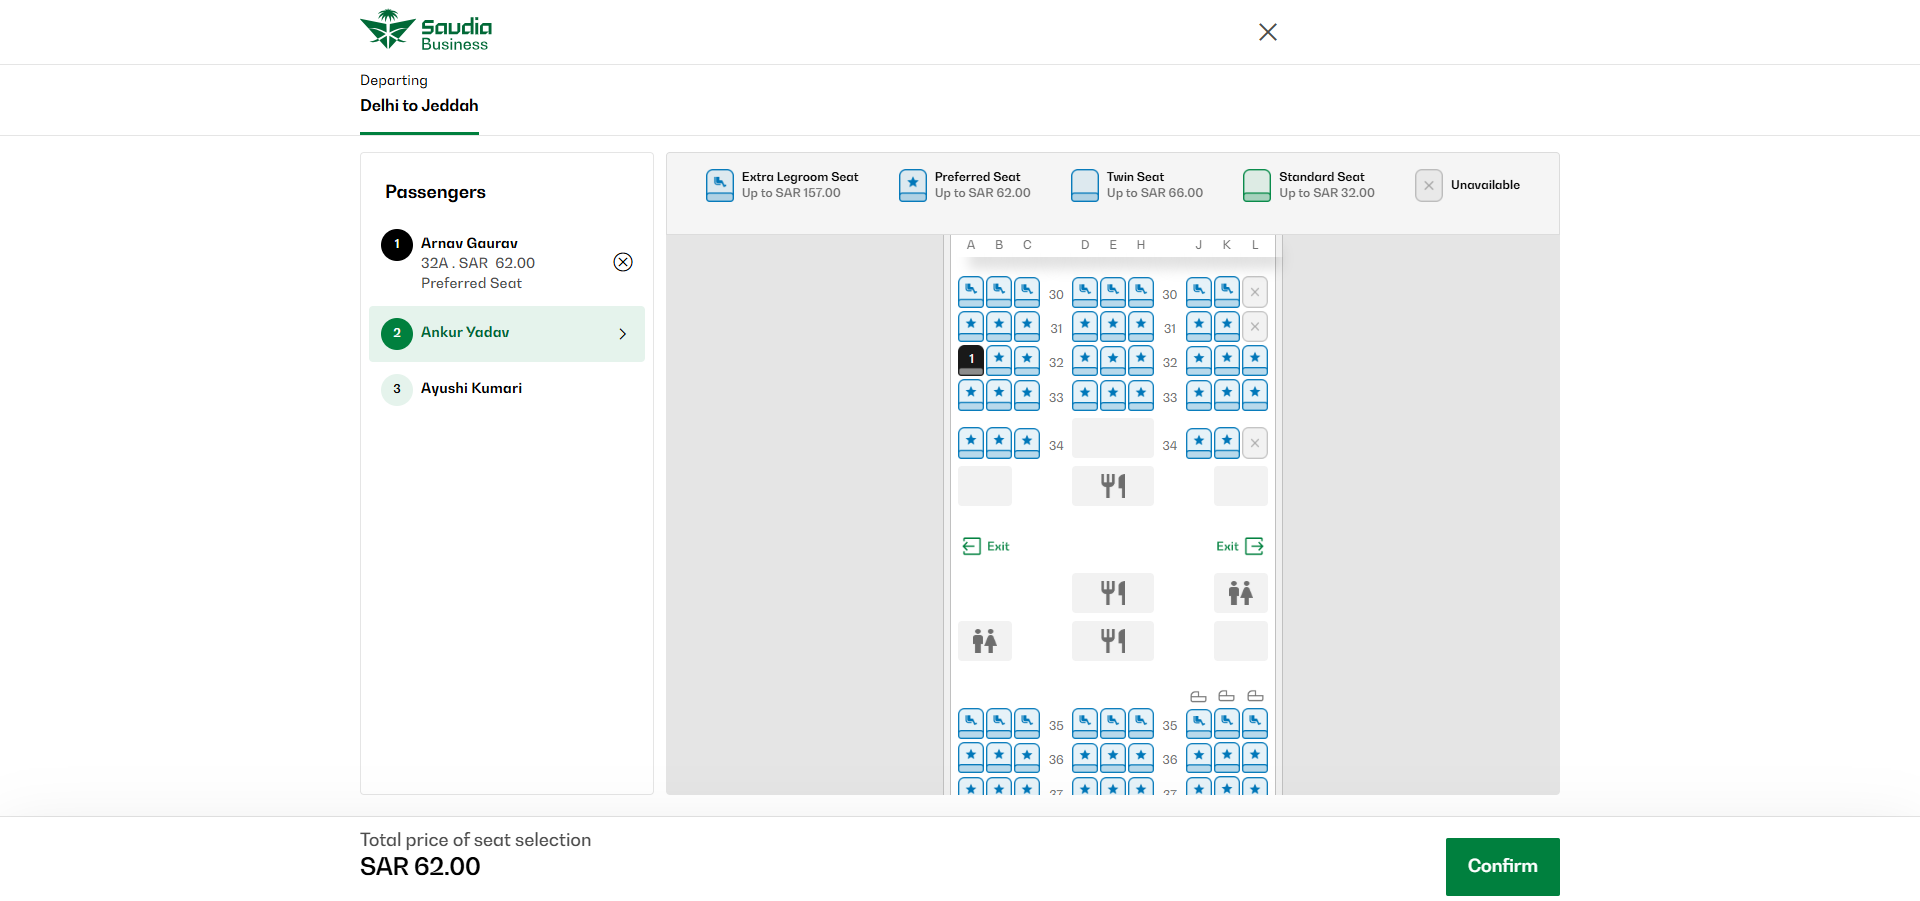 Saudia
Business
Departing
Delhi to Jeddah
Passengers
1 Arnav Gaurav
32A . SAR 62.00
Preferred Seat
2 Ankur Yadav
3 Ayushi Kumari
Extra Legroom Seat
Up to SAR 157.00
Preferred Seat
Up to SAR 62.00
Twin Seat
Up to SAR 66.00
Standard Seat
Up to SAR 32.00
Unavailable
A B C D E H J K L
30 30
31 31
1 32 32
33 33
34 34
Exit Exit
35 35
36 36
37 37
Total price of seat selection
SAR 62.00
Confirm